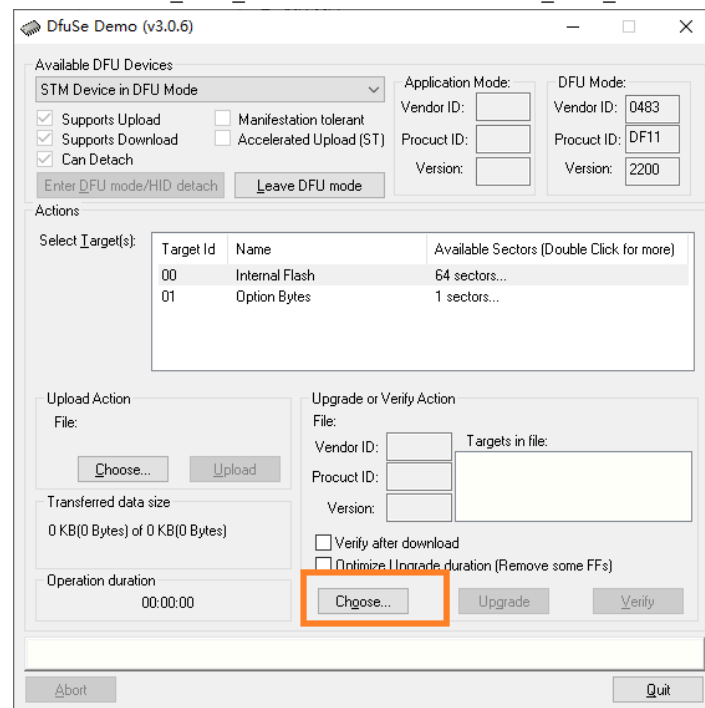 DfuSe Demo (v3.0.6)
Available DFU Devices
STM Device in DFU Mode
Supports Upload
Manifestation tolerant
Supports Download
Accelerated Upload (ST)
Can Detach
Enter DFU mode/HID detach
Leave DFU mode
Application Mode:
Vendor ID:
Procuct ID:
Version:
DFU Mode:
Vendor ID: 0483
Procuct ID: DF11
Version: 2200
Actions
Select Target(s):
Target Id Name Available Sectors (Double Click for more)
00 Internal Flash 64 sectors...
01 Option Bytes 1 sectors...
Upload Action
File:
Choose... Upload
Transferred data size
0 KB(0 Bytes) of 0 KB(0 Bytes)
Operation duration
00:00:00
Upgrade or Verify Action
File:
Vendor ID:
Procuct ID:
Version:
Targets in file:
Verify after download
Optimize Upgrade duration (Remove some FFs)
Choose... Upgrade Verify
Abort Quit